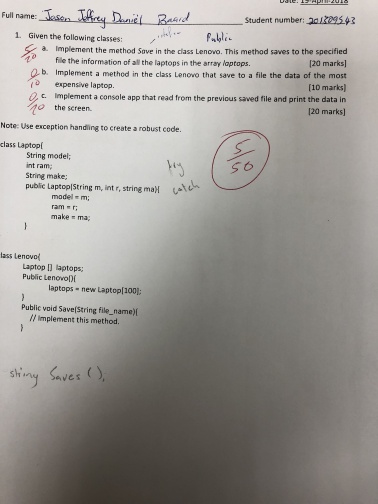 Date: 19-April-2018
Full name: Jason Jeffrey Daniel Student number:
Public
1. Given the following classes:
5/20 a. Implement the method Save in the class Lenovo. This method saves to the specified
file the information of all the laptops in the array laptops. [20 marks]
0/10 b. Implement a method in the class Lenovo that save to a file the data of the most
expensive laptop. [10 marks]
0/20 c. Implement a console app that read from the previous saved file and print the data in
the screen. [20 marks]
Note: Use exception handling to create a robust code.
5/50
class Laptop{
String model;
try
int ram;
String make;
catch
public Laptop(String m, int r, string ma){
model = m;
ram = r;
make = ma;
}
lass Lenovo{
Laptop [] laptops;
Public Lenovo(){
laptops = new Laptop[100];
}
Public void Save(String file_name){
// Implement this method.
}
string Saves (),